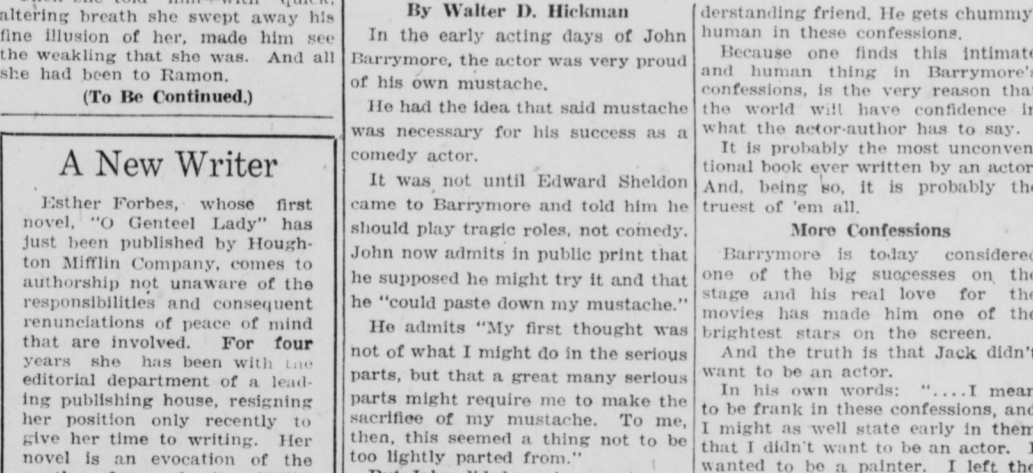 altering breath she swept away his
fine illusion of her, made him see
the weakling that she was. And all
she had been to Ramon.
(To Be Continued.)
A New Writer
Esther Forbes, whose first
novel, "O Genteel Lady" has
just been published by Hough-
ton Mifflin Company, comes to
authorship not unaware of the
responsibilities and consequent
renunciations of peace of mind
that are involved. For four
years she has been with the
editorial department of a lead-
ing publishing house, resigning
her position only recently to
give her time to writing. Her
novel is an evocation of the
By Walter D. Hickman
In the early acting days of John
Barrymore, the actor was very proud
of his own mustache.
He had the idea that said mustache
was necessary for his success as a
comedy actor.
It was not until Edward Sheldon
came to Barrymore and told him he
should play tragic roles, not comedy.
John now admits in public print that
he supposed he might try it and that
he "could paste down my mustache."
He admits "My first thought was
not of what I might do in the serious
parts, but that a great many serious
parts might require me to make the
sacrifice of my mustache. To me,
then, this seemed a thing not to be
too lightly parted from."
derstanding friend. He gets chummy
human in these confessions.
Because one finds this intimate
and human thing in Barrymore's
confessions, is the very reason that
the world will have confidence in
what the actor-author has to say.
It is probably the most unconven
tional book ever written by an actor
And, being so, it is probably the
truest of 'em all.
More Confessions
Barrymore is today considered
one of the big successes on the
stage and his real love for the
movies has made him one of the
brightest stars on the screen.
And the truth is that Jack didn't
want to be an actor.
In his own words: "....I mean
to be frank in these confessions, and
I might as well state early in them
that I didn't want to be an actor. I
wanted to be a painter. I left the